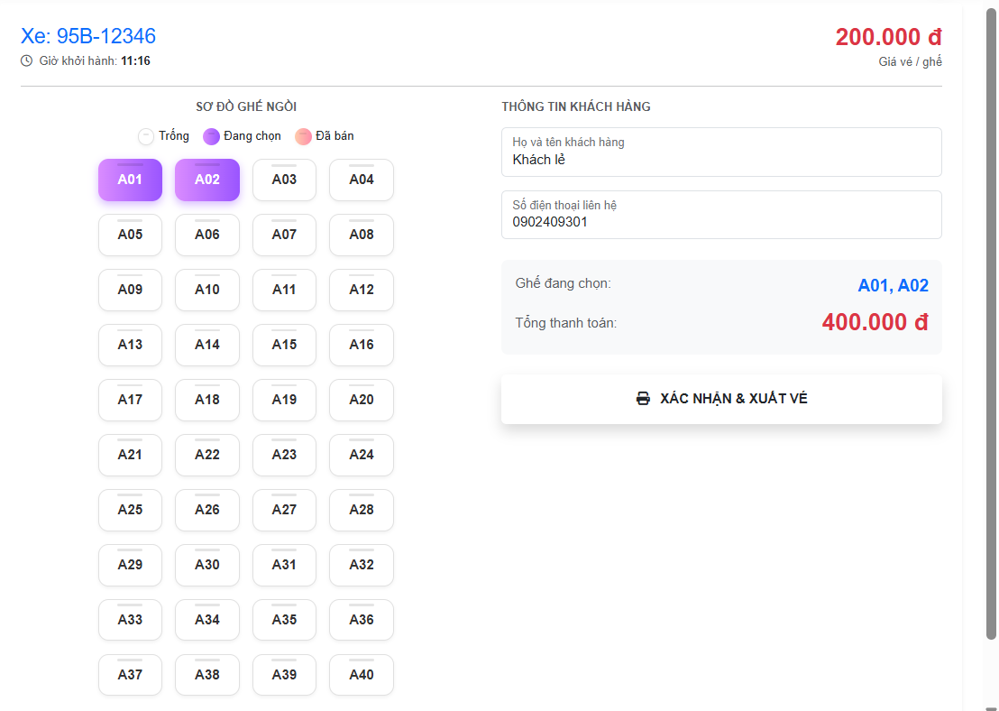 Xe: 95B-12346
200.000 đ
Giờ khởi hành: 11:16
Giá vé / ghế
SƠ ĐỒ GHẾ NGỒI
Trống Đang chọn Đã bán
A01 A02 A03 A04
A05 A06 A07 A08
A09 A10 A11 A12
A13 A14 A15 A16
A17 A18 A19 A20
A21 A22 A23 A24
A25 A26 A27 A28
A29 A30 A31 A32
A33 A34 A35 A36
A37 A38 A39 A40
THÔNG TIN KHÁCH HÀNG
Họ và tên khách hàng
Khách lẻ
Số điện thoại liên hệ
0902409301
Ghế đang chọn: A01, A02
Tổng thanh toán: 400.000 đ
XÁC NHẬN & XUẤT VÉ